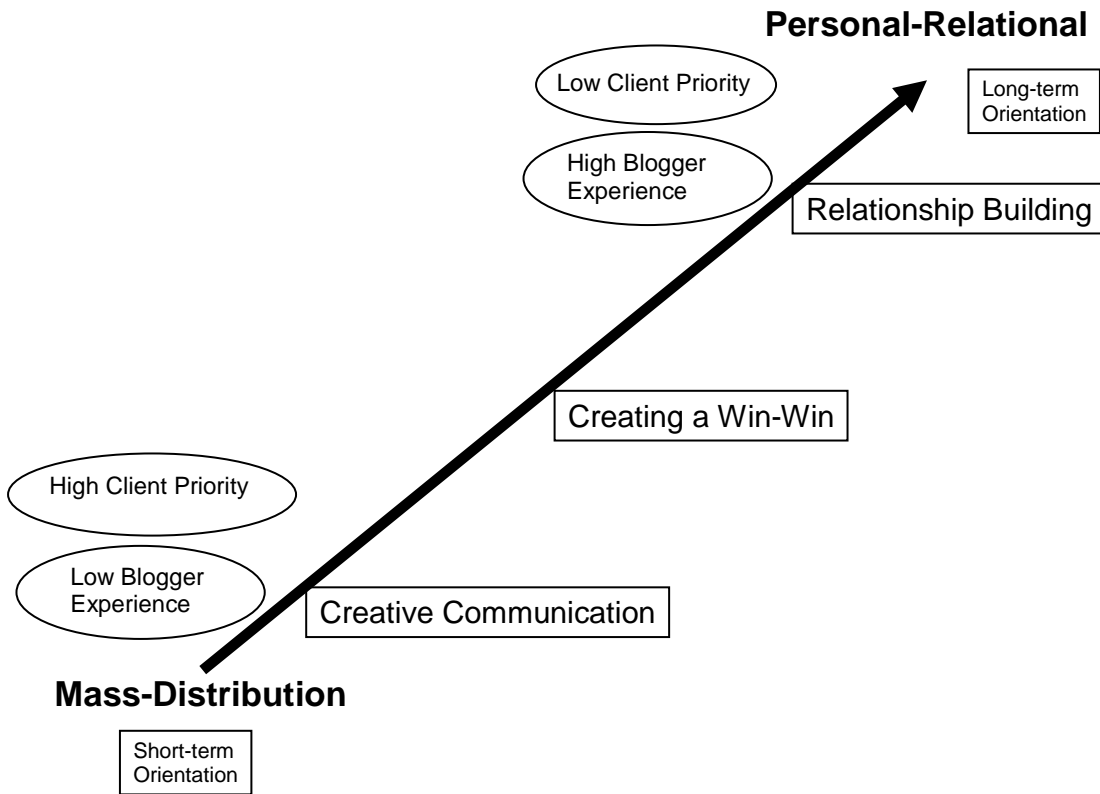 Personal-Relational
Low Client Priority
Long-term
Orientation
High Blogger
Experience
Relationship Building
Creating a Win-Win
High Client Priority
Low Blogger
Experience
Creative Communication
Mass-Distribution
Short-term
Orientation